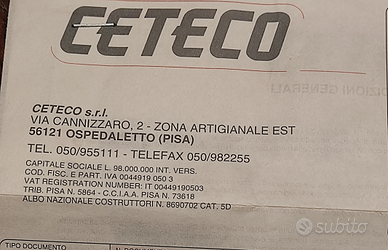 CETECO
CETECO s.r.l.
VIA CANNIZZARO, 2 - ZONA ARTIGIANALE EST
56121 OSPEDALETTO (PISA)
TEL. 050/955111 - TELEFAX 050/982255
CAPITALE SOCIALE L. 98.000.000 INT. VERS.
COD. FISC. E PART. IVA 0044919 050 3
VAT REGISTRATION NUMBER: IT 00449190503
TRIB. PISA N. 5864 - C.C.I.A.A. PISA N. 73618
ALBO NAZIONALE COSTRUTTORI N. 8690702 CAT. 5D
TIPO DOCUMENTO
subito